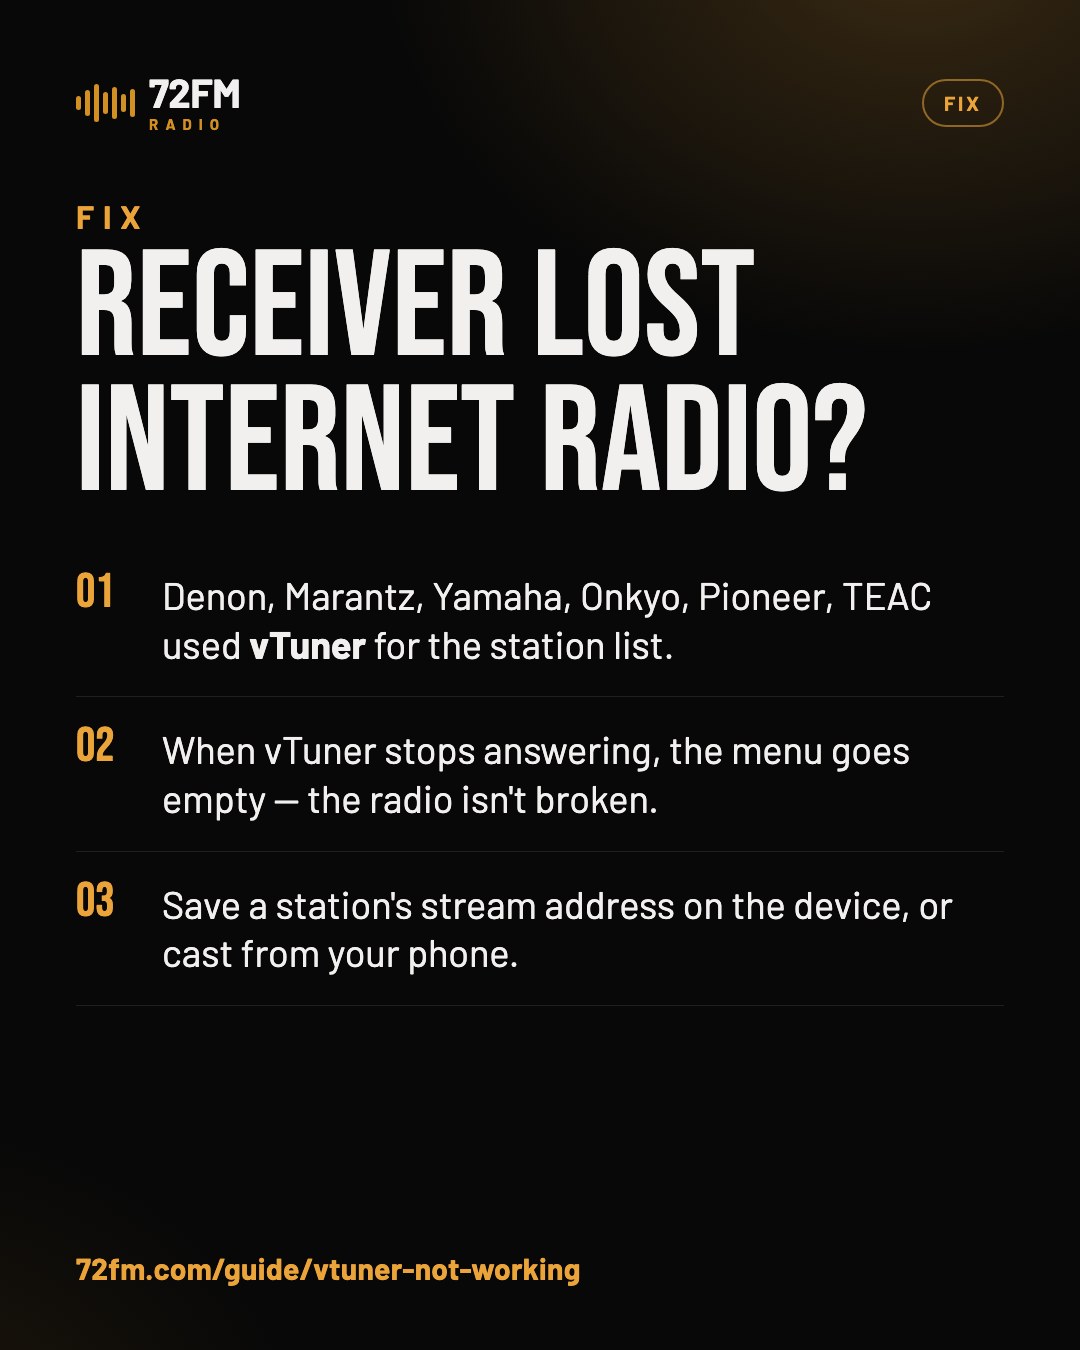 72FM
RADIO
FIX
FIX
RECEIVER LOST
INTERNET RADIO?
01
Denon, Marantz, Yamaha, Onkyo, Pioneer, TEAC
used vTuner for the station list.
02
When vTuner stops answering, the menu goes
empty — the radio isn't broken.
03
Save a station's stream address on the device, or
cast from your phone.
72fm.com/guide/vtuner-not-working